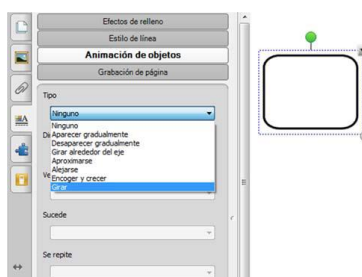 Efectos de relleno
Estilo de línea
Animación de objetos
Grabación de página
Tipo
Ninguno
Ninguno
Aparecer gradualmente
Desaparecer gradualmente
Girar alrededor del eje
Aproximarse
Alejarse
Encoger y crecer
Girar
Sucede
Se repite